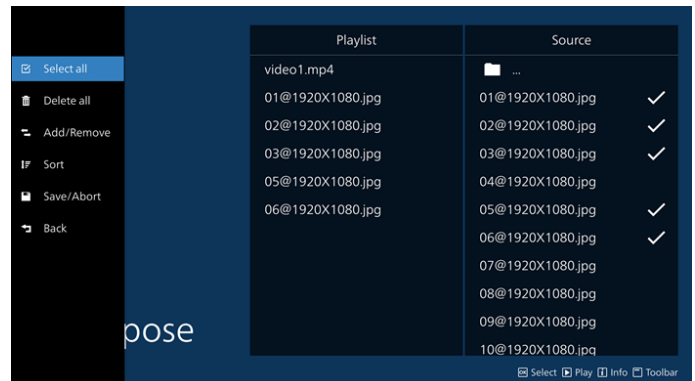 Select all
Delete all
Add/Remove
Sort
Save/Abort
Back
pose
Playlist
video1.mp4
01@1920X1080.jpg
02@1920X1080.jpg
03@1920X1080.jpg
05@1920X1080.jpg
06@1920X1080.jpg
Source
...
01@1920X1080.jpg
02@1920X1080.jpg
03@1920X1080.jpg
04@1920X1080.jpg
05@1920X1080.jpg
06@1920X1080.jpg
07@1920X1080.jpg
08@1920X1080.jpg
09@1920X1080.jpg
10@1920X1080.jpg
OK Select Play i Info Toolbar